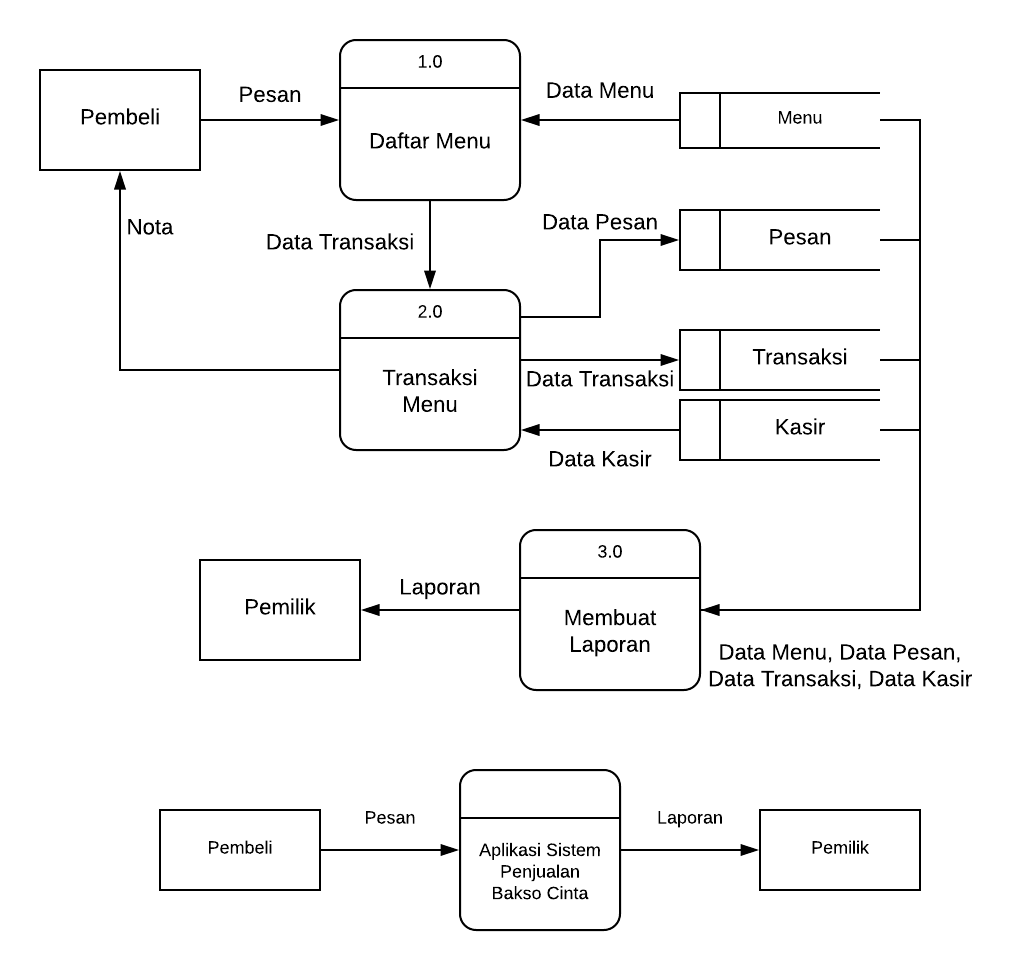 1.0
Pembeli
Pesan
Daftar Menu
Data Menu
Menu
Nota
Data Transaksi
Data Pesan
Pesan
2.0
Transaksi
Menu
Data Transaksi
Transaksi
Data Kasir
Kasir
3.0
Pemilik
Laporan
Membuat
Laporan
Data Menu, Data Pesan,
Data Transaksi, Data Kasir
Pembeli
Pesan
Aplikasi Sistem
Penjualan
Bakso Cinta
Laporan
Pemilik